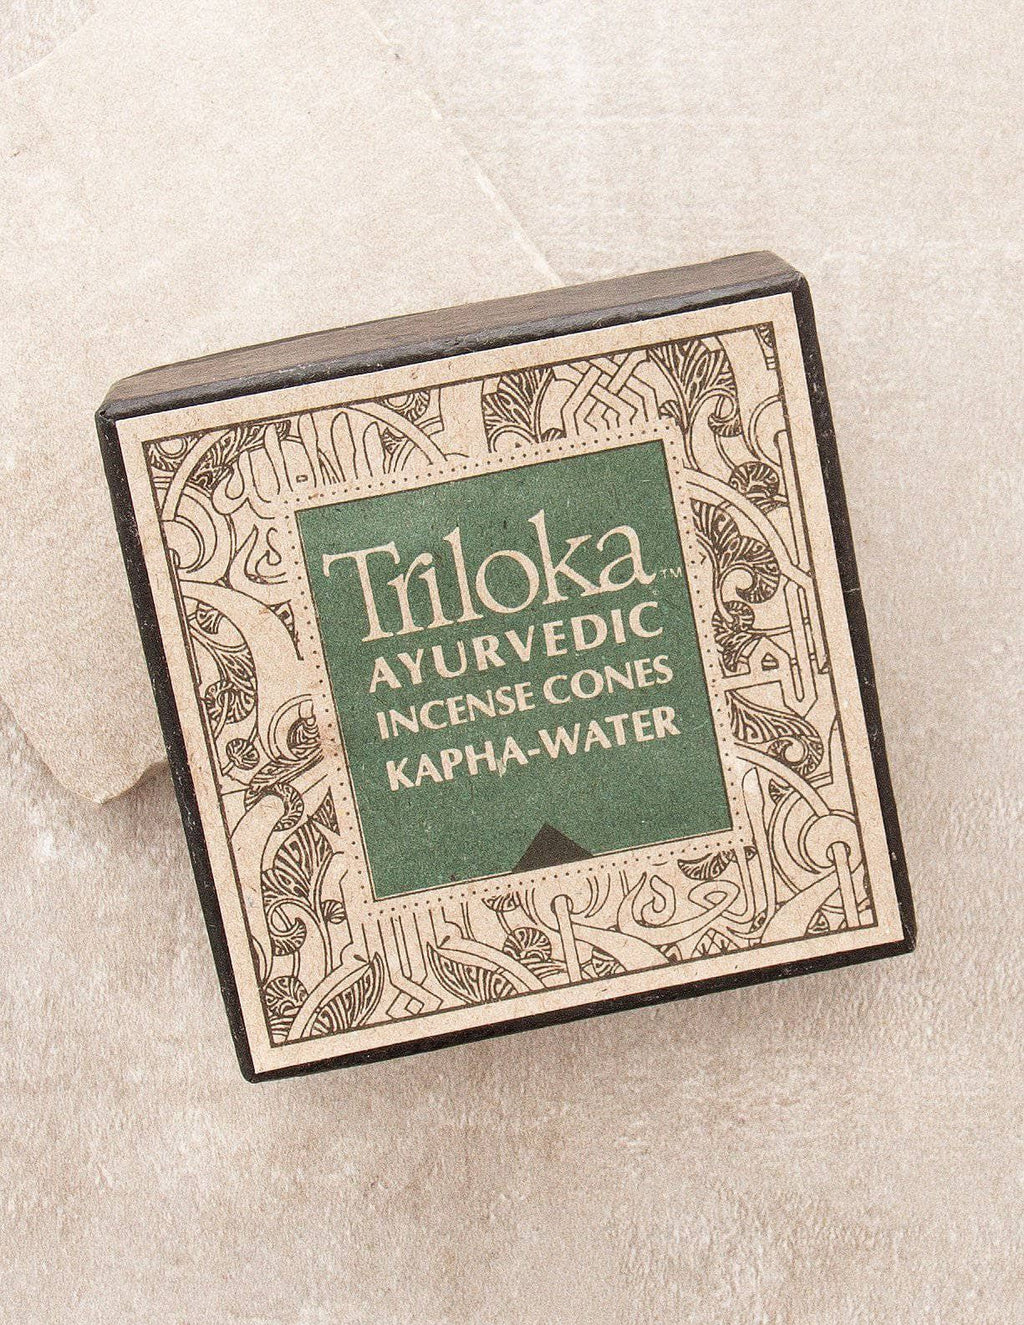 Triloka™
AYURVEDIC
INCENSE CONES
KAPHA-WATER